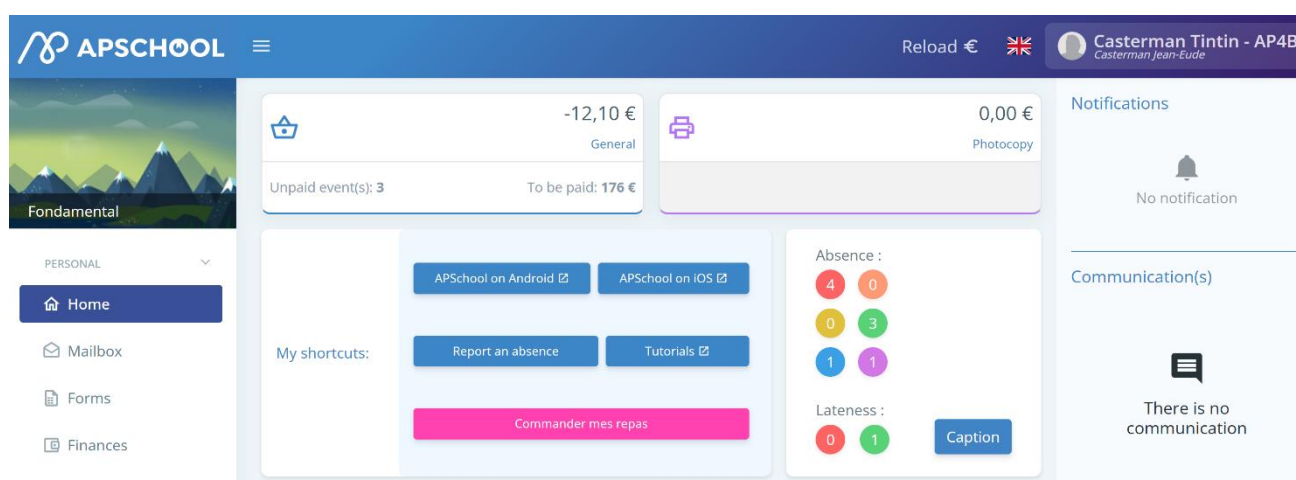 APSCHOOL
Reload €
Casterman Tintin - AP4B
Casterman Jean-Eude
Fondamental
PERSONAL
Home
Mailbox
Forms
Finances
-12,10 €
General
Unpaid event(s): 3
To be paid: 176 €
0,00 €
Photocopy
My shortcuts:
APSchool on Android
APSchool on iOS
Report an absence
Tutorials
Commander mes repas
Absence :
4 0
0 3
1 1
Lateness :
0 1
Caption
Notifications
No notification
Communication(s)
There is no
communication